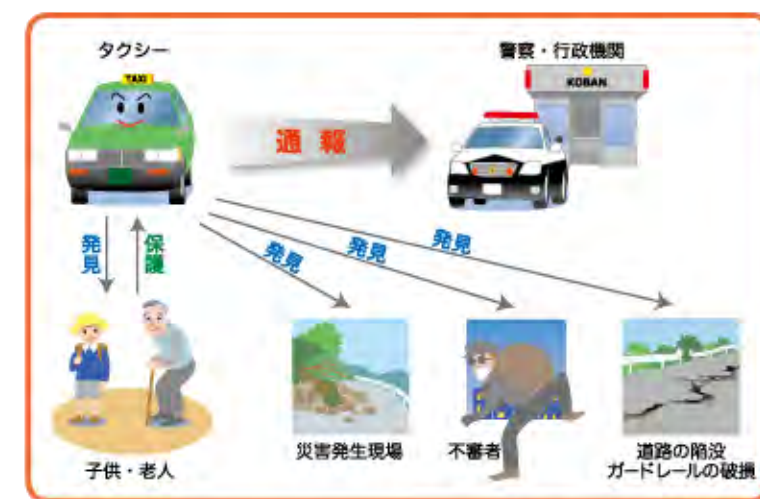 タクシー
警察・行政機関
TAXI
KOBAN
通報
発見
保護
発見
発見
発見
子供・老人
災害発生現場
不審者
道路の陥没
ガードレールの破損